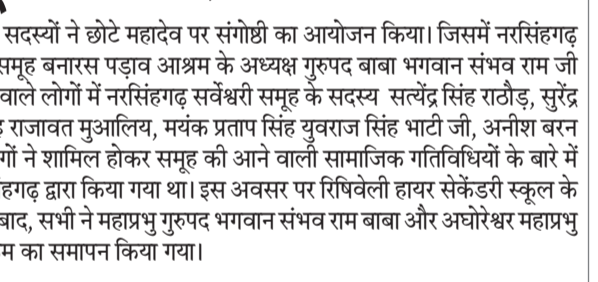 सदस्यों ने छोटे महादेव पर संगोष्ठी का आयोजन किया। जिसमें नरसिंहगढ़
समूह बनारस पड़ाव आश्रम के अध्यक्ष गुरुपद बाबा भगवान संभव राम जी
वाले लोगों में नरसिंहगढ़ सर्वेश्वरी समूह के सदस्य सत्येंद्र सिंह राठौड़, सुरेंद्र
राजावत मुआलिय, मयंक प्रताप सिंह युवराज सिंह भाटी जी, अनीश बरन
गों ने शामिल होकर समूह की आने वाली सामाजिक गतिविधियों के बारे में
हगढ़ द्वारा किया गया था। इस अवसर पर रिषिवेली हायर सेकेंडरी स्कूल के
बाद, सभी ने महाप्रभु गुरुपद भगवान संभव राम बाबा और अघोरेश्वर महाप्रभु
म का समापन किया गया।